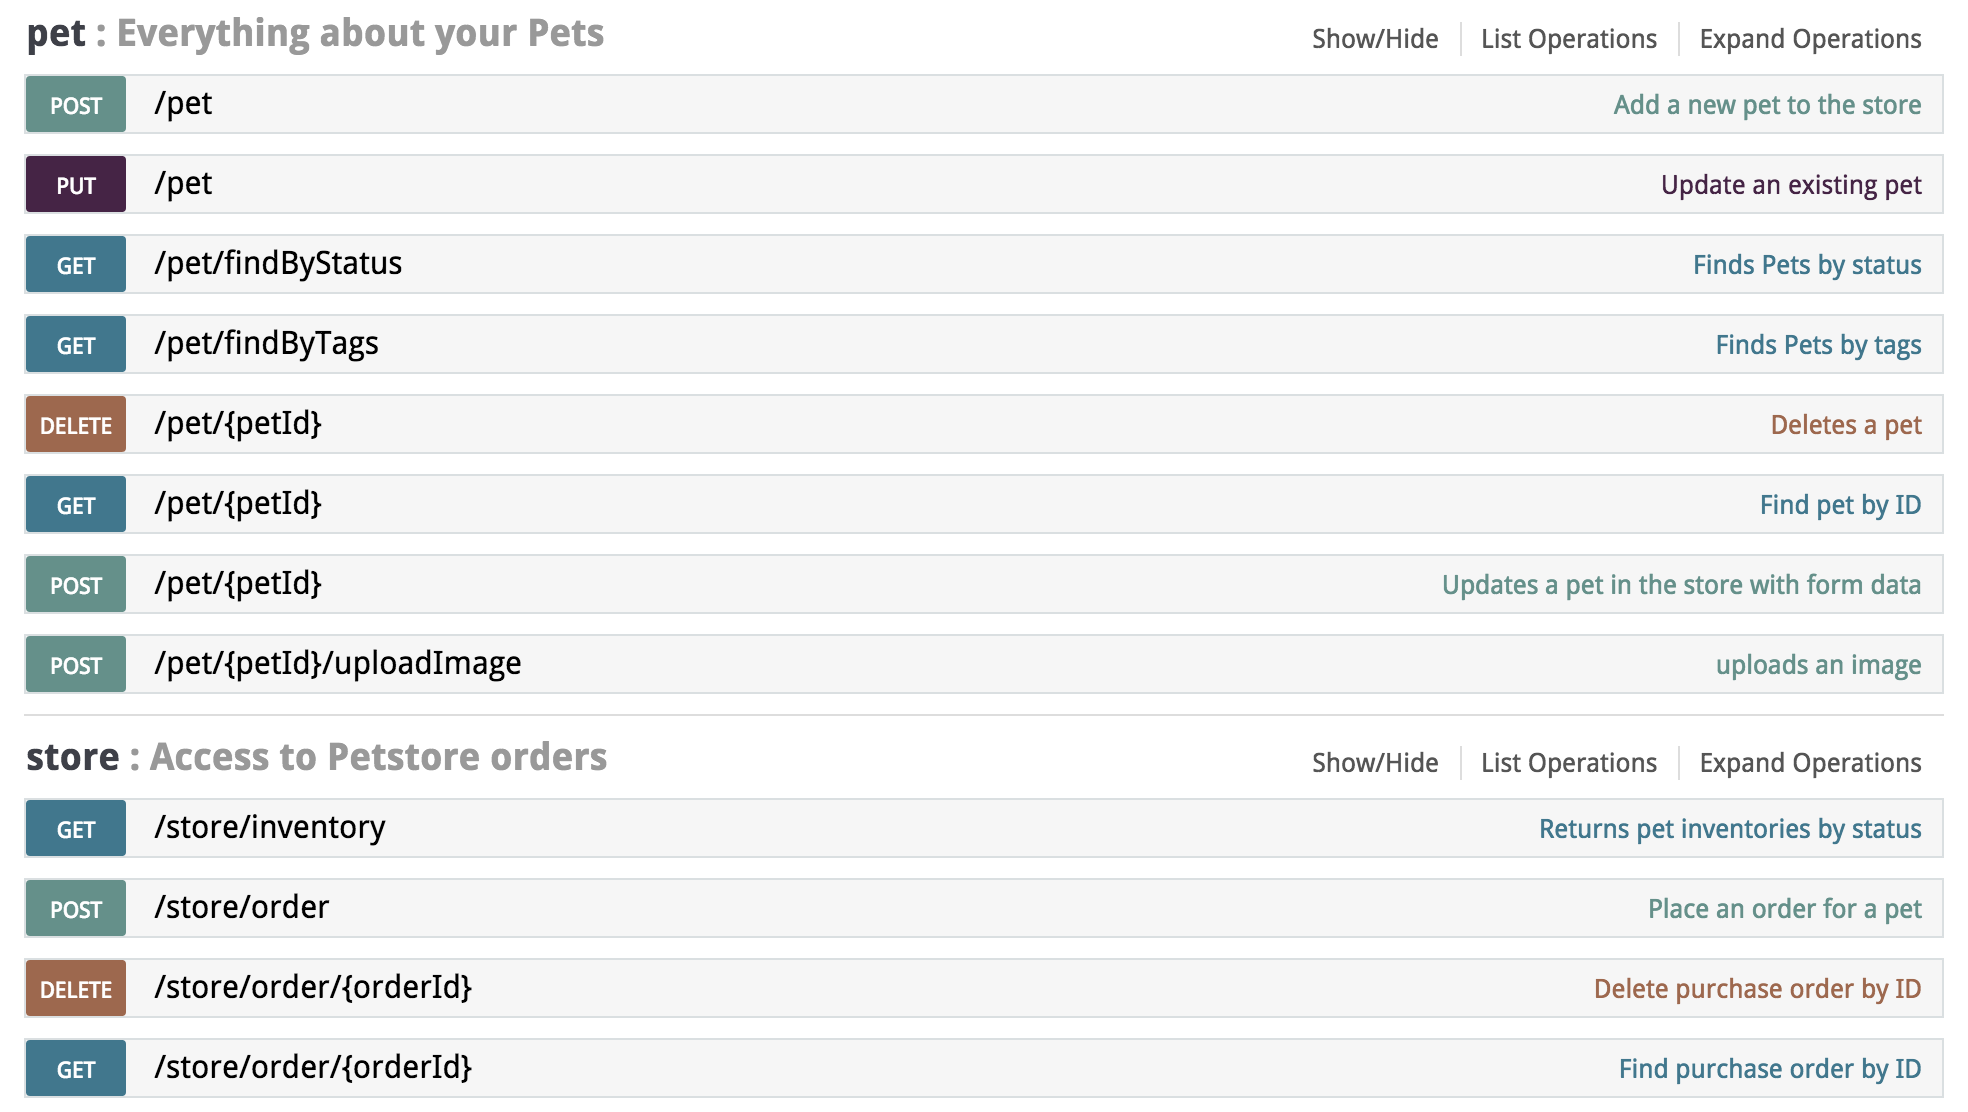 pet : Everything about your Pets Show/Hide List Operations Expand Operations
POST /pet Add a new pet to the store
PUT /pet Update an existing pet
GET /pet/findByStatus Finds Pets by status
GET /pet/findByTags Finds Pets by tags
DELETE /pet/{petId} Deletes a pet
GET /pet/{petId} Find pet by ID
POST /pet/{petId} Updates a pet in the store with form data
POST /pet/{petId}/uploadImage uploads an image
store : Access to Petstore orders Show/Hide List Operations Expand Operations
GET /store/inventory Returns pet inventories by status
POST /store/order Place an order for a pet
DELETE /store/order/{orderId} Delete purchase order by ID
GET /store/order/{orderId} Find purchase order by ID